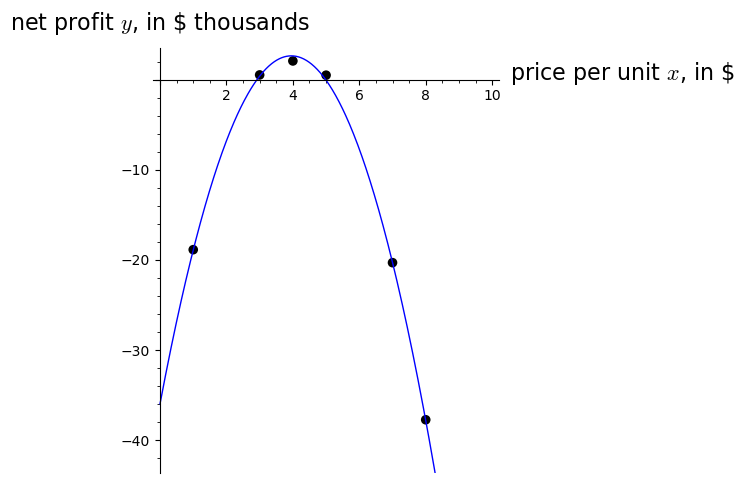 net profit y, in $ thousands
price per unit x, in $
2 4 6 8 10
−10
−20
−30
−40